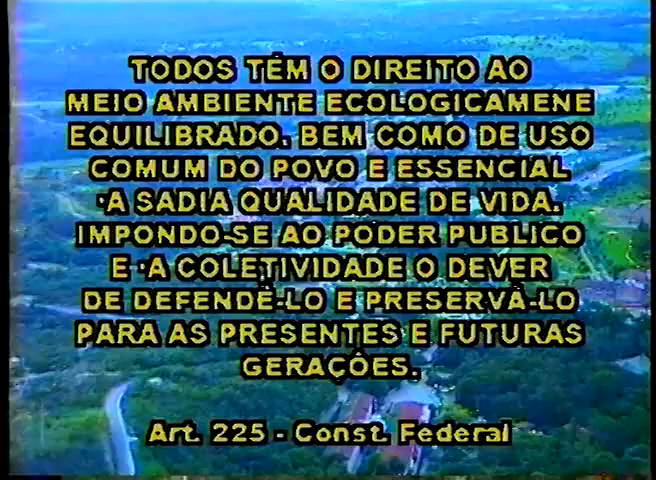 TODOS TÊM O DIREITO AO
MEIO AMBIENTE ECOLOGICAMENE
EQUILIBRADO. BEM COMO DE USO
COMUM DO POVO E ESSENCIAL
'A SADIA QUALIDADE DE VIDA.
IMPONDO-SE AO PODER PUBLICO
E 'A COLETIVIDADE O DEVER
DE DEFENDÊ-LO E PRESERVÁ-LO
PARA AS PRESENTES E FUTURAS
GERAÇÕES.
Art. 225 - Const. Federal